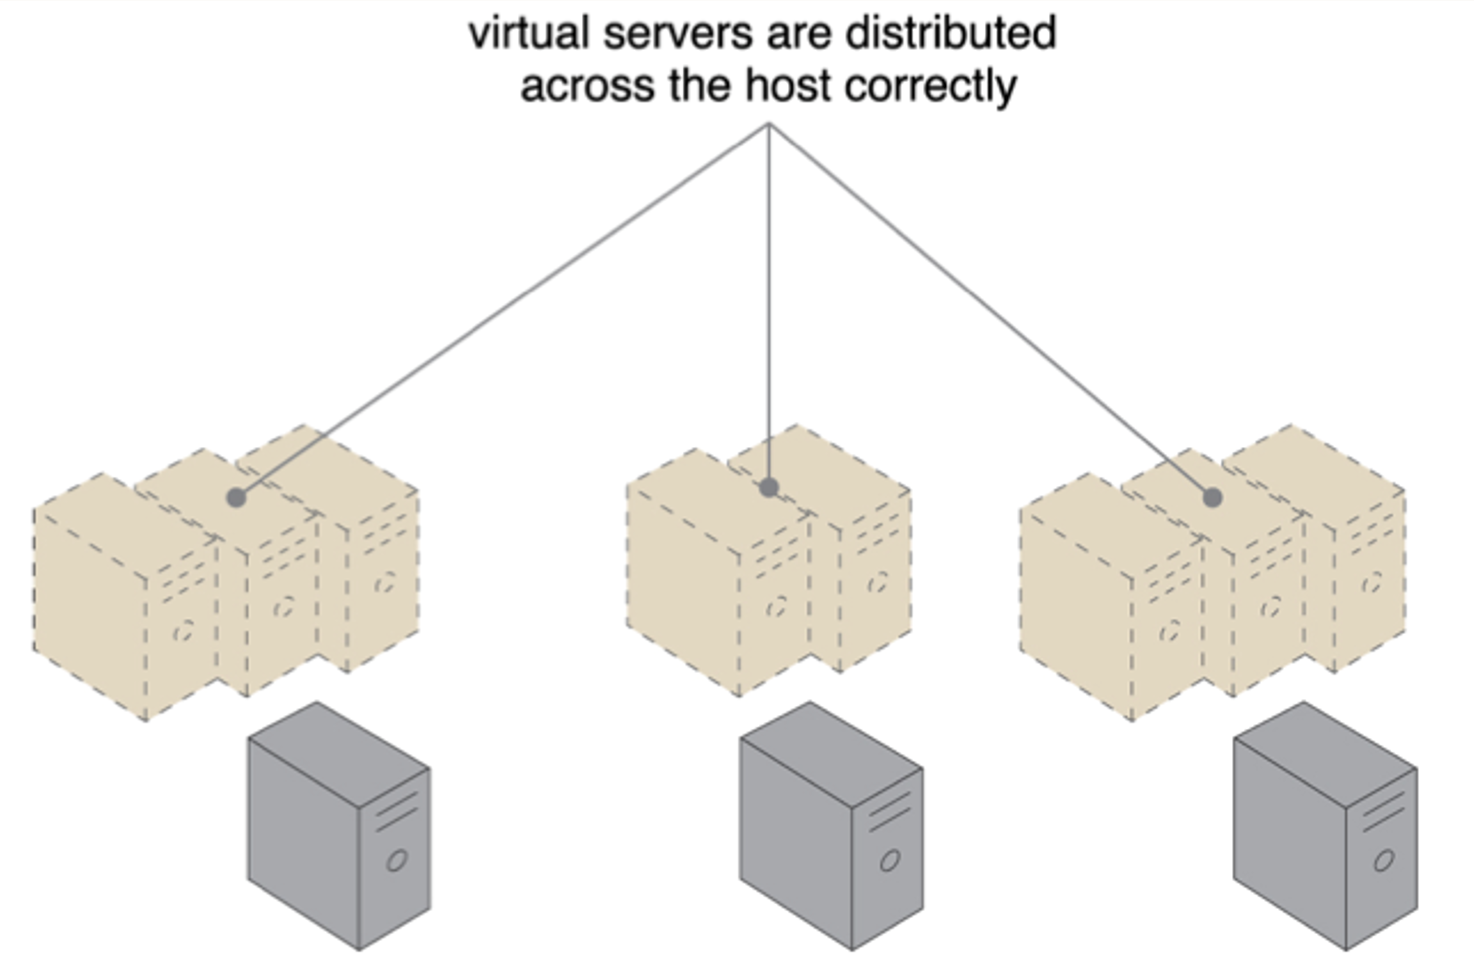 virtual servers are distributed
across the host correctly